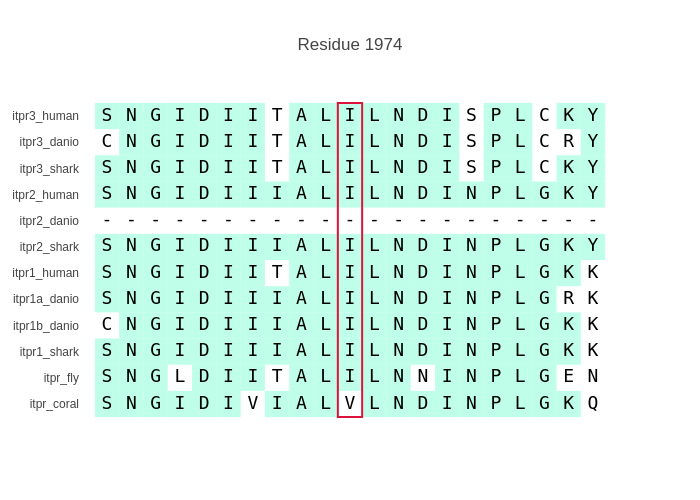 Residue 1974
itpr3_human S N G I D I I T A L I L N D I S P L C K Y
itpr3_danio C N G I D I I T A L I L N D I S P L C R Y
itpr3_shark S N G I D I I T A L I L N D I S P L C K Y
itpr2_human S N G I D I I I A L I L N D I N P L G K Y
itpr2_danio - - - - - - - - - - - - - - - - - - - - -
itpr2_shark S N G I D I I I A L I L N D I N P L G K Y
itpr1_human S N G I D I I T A L I L N D I N P L G K K
itpr1a_danio S N G I D I I I A L I L N D I N P L G R K
itpr1b_danio C N G I D I I I A L I L N D I N P L G K K
itpr1_shark S N G I D I I I A L I L N D I N P L G K K
itpr_fly S N G L D I I T A L I L N N I N P L G E N
itpr_coral S N G I D I V I A L V L N D I N P L G K Q